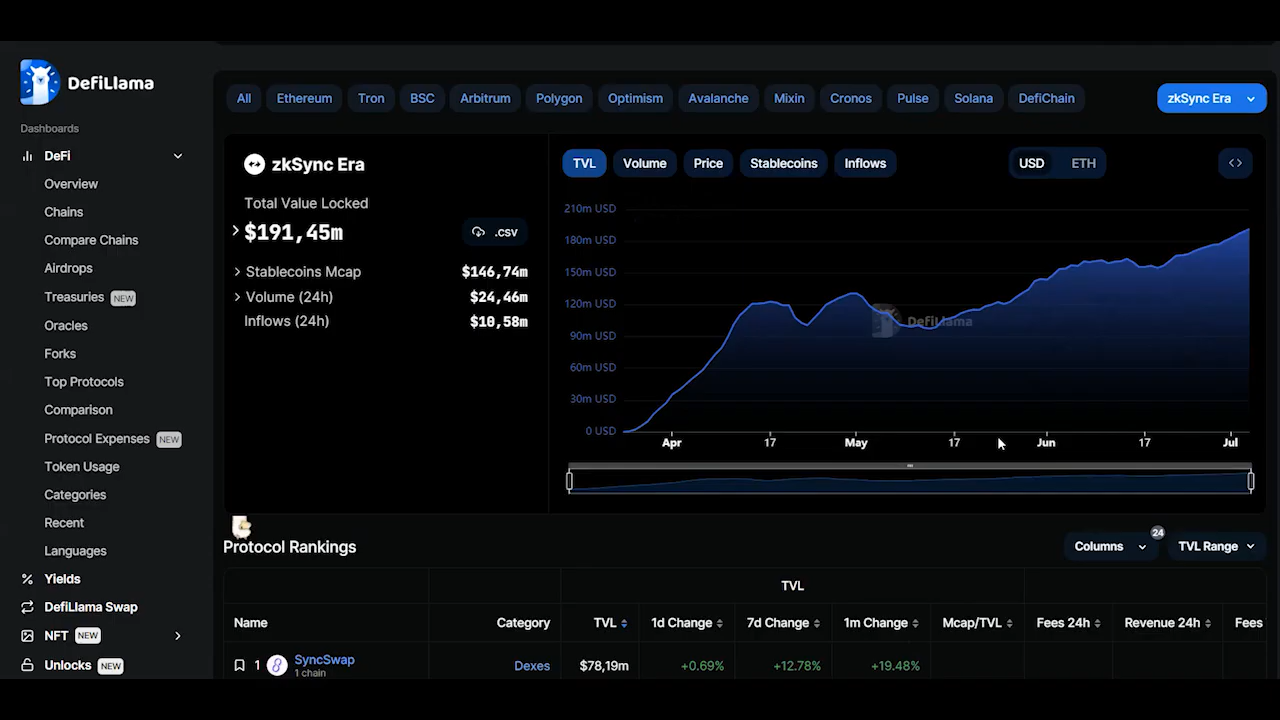 DefiLlama
Dashboards
DeFi
Overview
Chains
Compare Chains
Airdrops
Treasuries NEW
Oracles
Forks
Top Protocols
Comparison
Protocol Expenses NEW
Token Usage
Categories
Recent
Languages
Yields
DefiLlama Swap
NFT NEW
Unlocks NEW
All Ethereum Tron BSC Arbitrum Polygon Optimism Avalanche Mixin Cronos Pulse Solana DefiChain zkSync Era
zkSync Era
Total Value Locked
$191,45m .csv
Stablecoins Mcap $146,74m
Volume (24h) $24,46m
Inflows (24h) $10,58m
TVL Volume Price Stablecoins Inflows USD ETH
210m USD
180m USD
150m USD
120m USD
90m USD
60m USD
30m USD
0 USD
DefiLlama
Apr 17 May 17 Jun 17 Jul
Protocol Rankings
Columns 24 TVL Range
TVL
Name Category TVL 1d Change 7d Change 1m Change Mcap/TVL Fees 24h Revenue 24h Fees
1 SyncSwap Dexes $78,19m +0.69% +12.78% +19.48%
1 chain